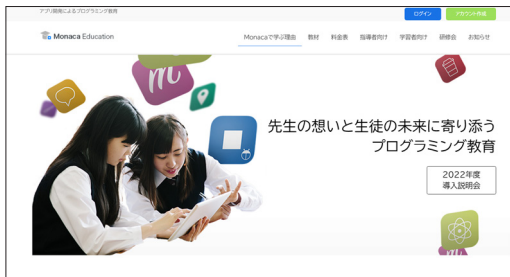 アプリ開発によるプログラミング教育
ログイン
アカウント作成
Monaca Education
Monacaで学ぶ理由
教材
料金表
指導者向け
学習者向け
研修会
お知らせ
先生の想いと生徒の未来に寄り添う
プログラミング教育
2022年度
導入説明会